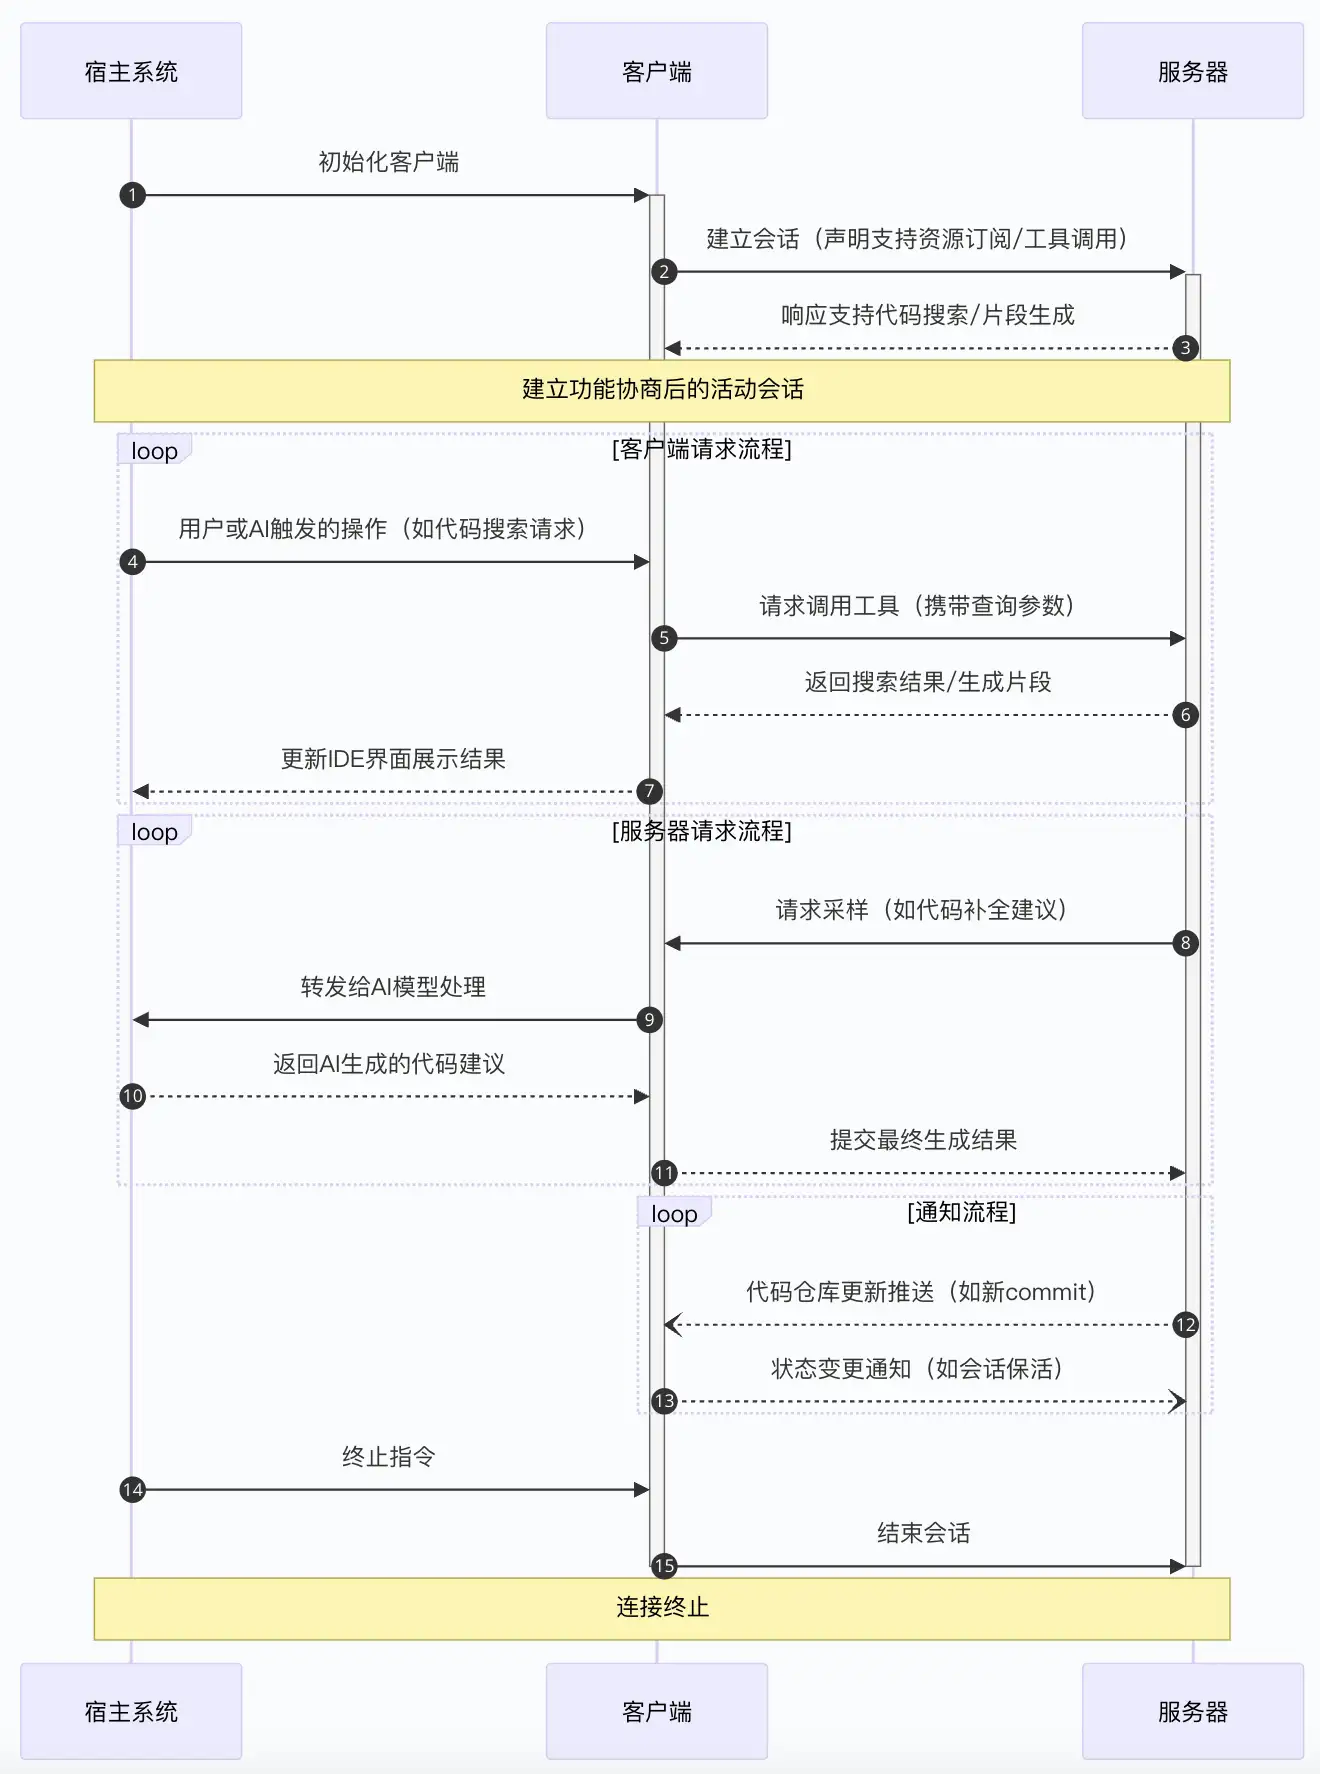 宿主系统
客户端
服务器
初始化客户端
1
建立会话（声明支持资源订阅/工具调用）
2
响应支持代码搜索/片段生成
3
建立功能协商后的活动会话
loop
[客户端请求流程]
用户或AI触发的操作（如代码搜索请求）
4
请求调用工具（携带查询参数）
5
返回搜索结果/生成片段
6
更新IDE界面展示结果
7
loop
[服务器请求流程]
请求采样（如代码补全建议）
8
转发给AI模型处理
9
返回AI生成的代码建议
10
提交最终生成结果
11
loop
[通知流程]
代码仓库更新推送（如新commit）
12
状态变更通知（如会话保活）
13
终止指令
14
结束会话
15
连接终止
宿主系统
客户端
服务器